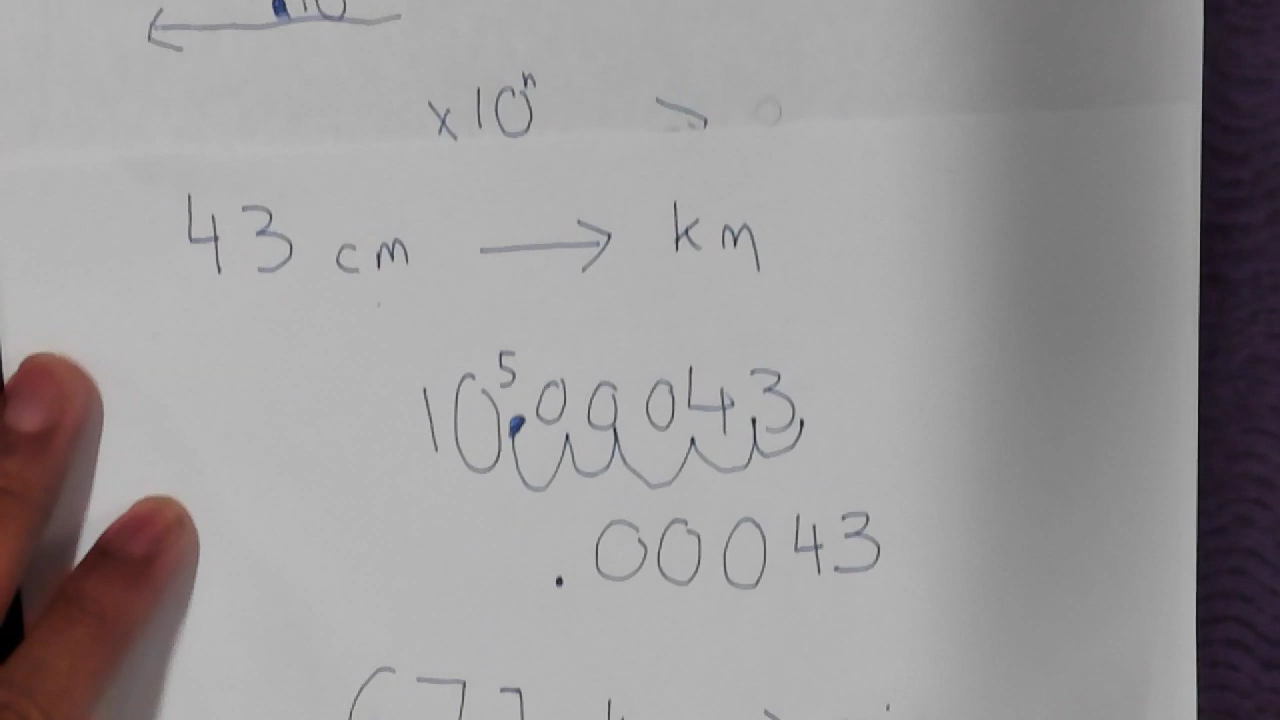 x10ⁿ >
43 cm → km
10⁵.00043
.00043